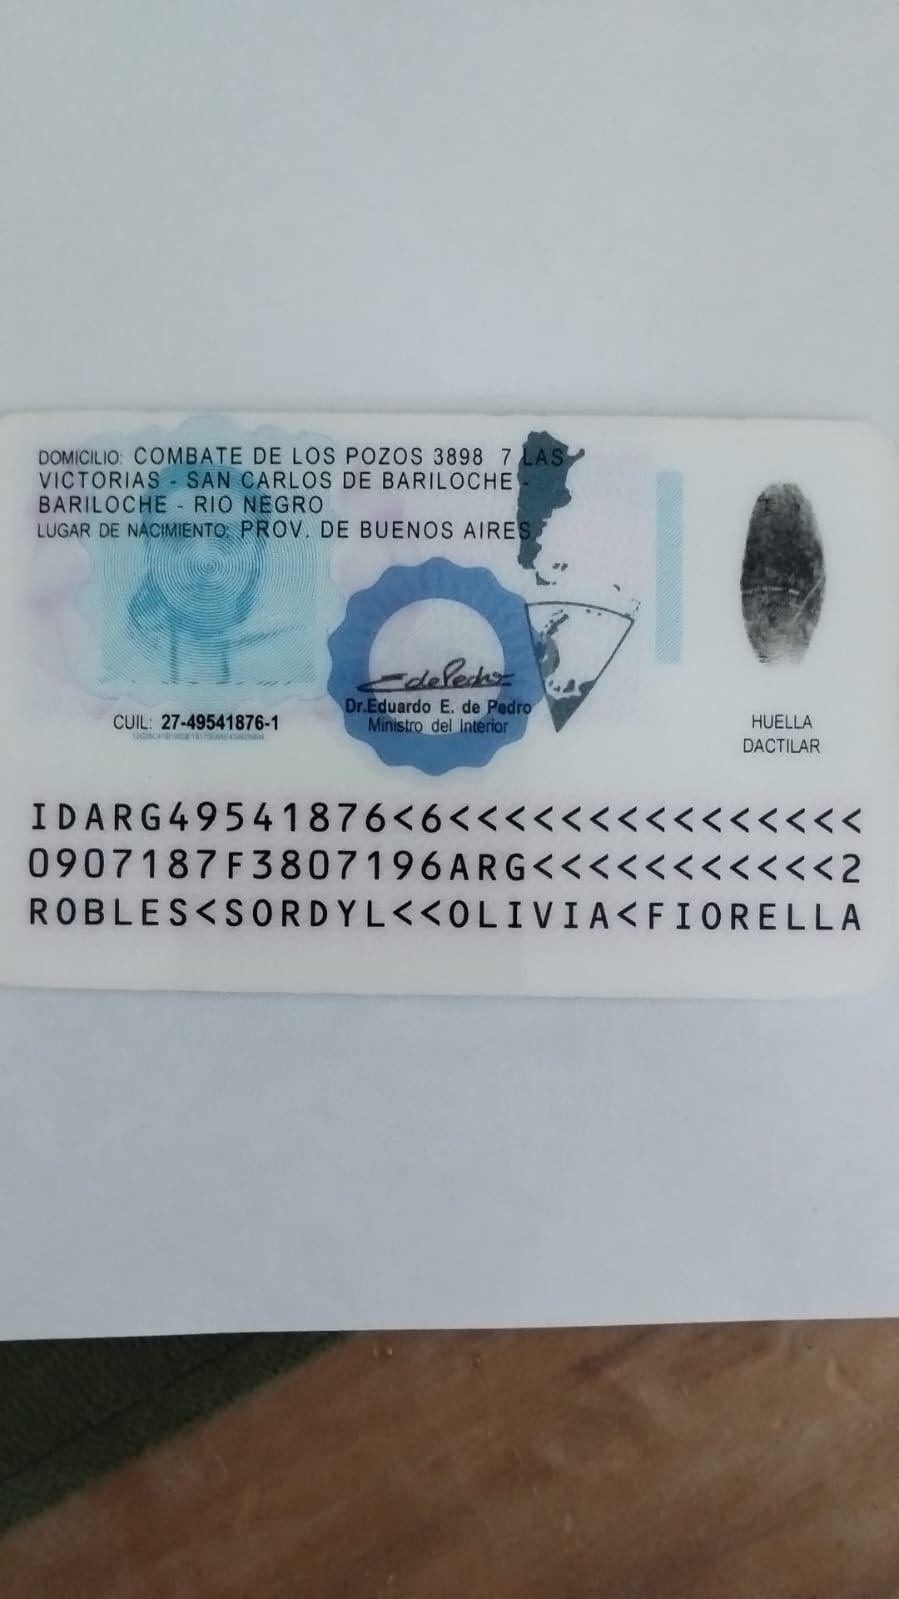 DOMICILIO: COMBATE DE LOS POZOS 3898 7 LAS
VICTORIAS - SAN CARLOS DE BARILOCHE -
BARILOCHE - RIO NEGRO
LUGAR DE NACIMIENTO: PROV. DE BUENOS AIRES
Dr.Eduardo E. de Pedro
Ministro del Interior
CUIL: 27-49541876-1
HUELLA
DACTILAR
IDARG49541876<6<<<<<<<<<<<<<<<
0907187F3807196ARG<<<<<<<<<<<2
ROBLES<SORDYL<<OLIVIA<FIORELLA